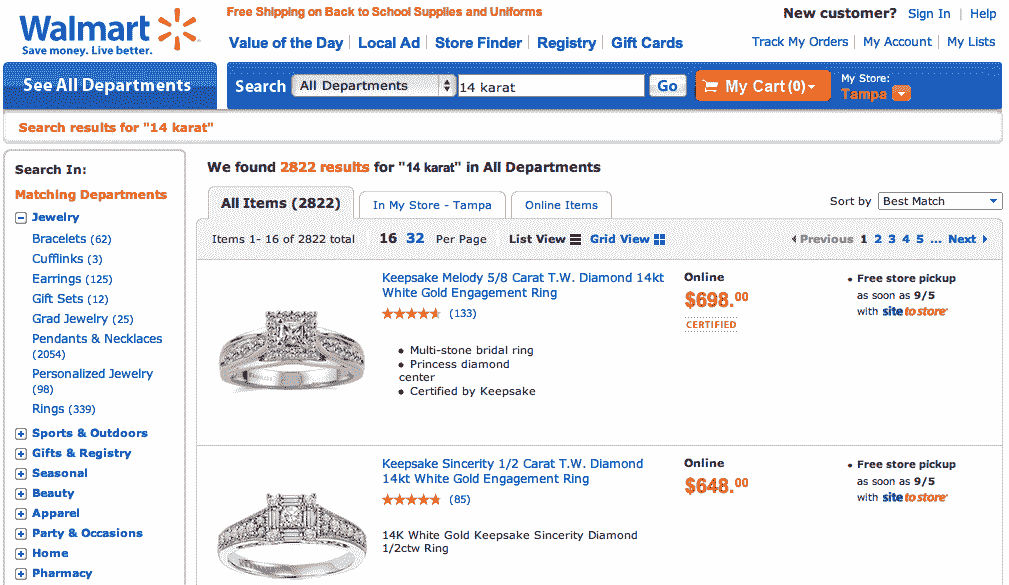 Walmart
Save money. Live better.
Free Shipping on Back to School Supplies and Uniforms
New customer? Sign In | Help
Value of the Day | Local Ad | Store Finder | Registry | Gift Cards
Track My Orders | My Account | My Lists
See All Departments
Search All Departments 14 karat Go
My Cart (0)
My Store:
Tampa
Search results for "14 karat"
Search In:
Matching Departments
Jewelry
Bracelets (62)
Cufflinks (3)
Earrings (125)
Gift Sets (12)
Grad Jewelry (25)
Pendants & Necklaces
(2054)
Personalized Jewelry
(98)
Rings (339)
Sports & Outdoors
Gifts & Registry
Seasonal
Beauty
Apparel
Party & Occasions
Home
Pharmacy
We found 2822 results for "14 karat" in All Departments
All Items (2822)
In My Store - Tampa
Online Items
Sort by Best Match
Items 1- 16 of 2822 total 16 32 Per Page List View Grid View Previous 1 2 3 4 5 ... Next
Keepsake Melody 5/8 Carat T.W. Diamond 14kt
White Gold Engagement Ring
(133)
• Multi-stone bridal ring
• Princess diamond
center
• Certified by Keepsake
Online
$698.00
CERTIFIED
• Free store pickup
as soon as 9/5
with site to store
Keepsake Sincerity 1/2 Carat T.W. Diamond
14kt White Gold Engagement Ring
(85)
14K White Gold Keepsake Sincerity Diamond
1/2ctw Ring
Online
$648.00
• Free store pickup
as soon as 9/5
with site to store